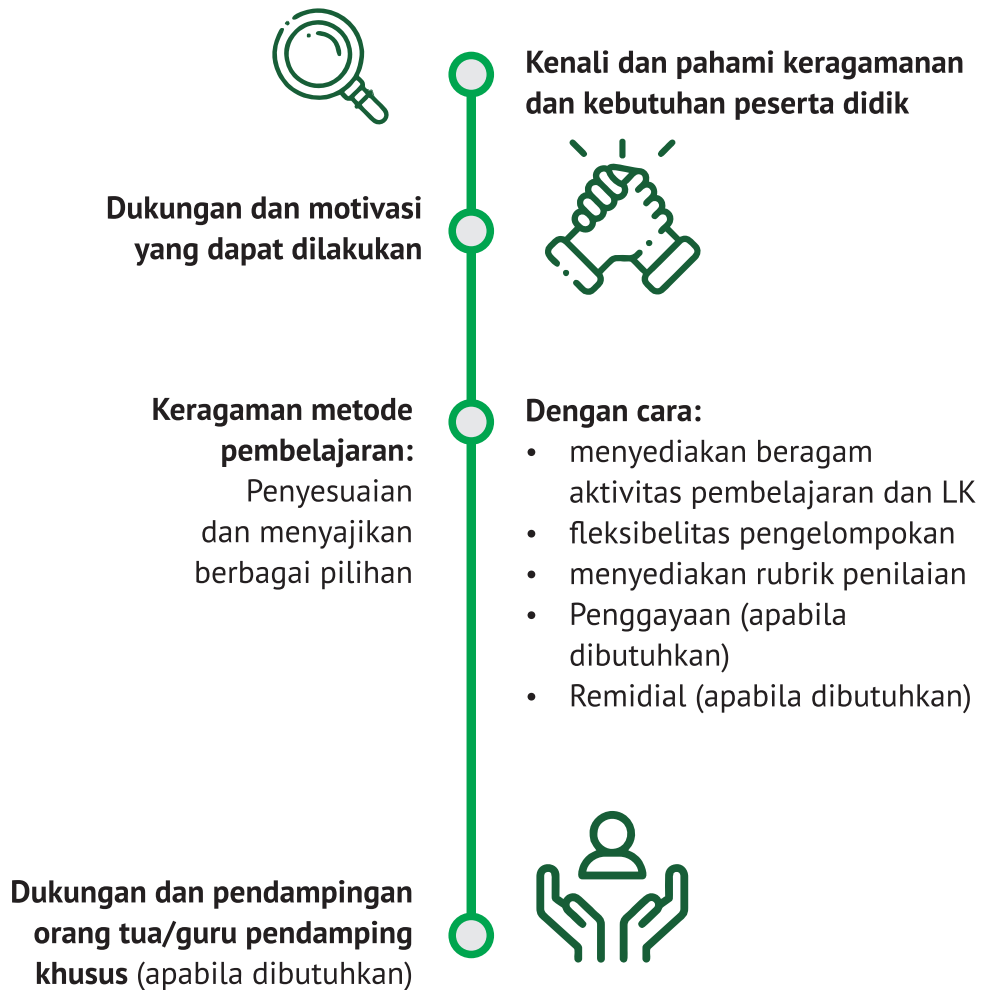 Kenali dan pahami keragamanan
dan kebutuhan peserta didik
Dukungan dan motivasi
yang dapat dilakukan
Keragaman metode
pembelajaran:
Penyesuaian
dan menyajikan
berbagai pilihan
Dengan cara:
• menyediakan beragam
aktivitas pembelajaran dan LK
• fleksibelitas pengelompokan
• menyediakan rubrik penilaian
• Penggayaan (apabila
dibutuhkan)
• Remidial (apabila dibutuhkan)
Dukungan dan pendampingan
orang tua/guru pendamping
khusus (apabila dibutuhkan)